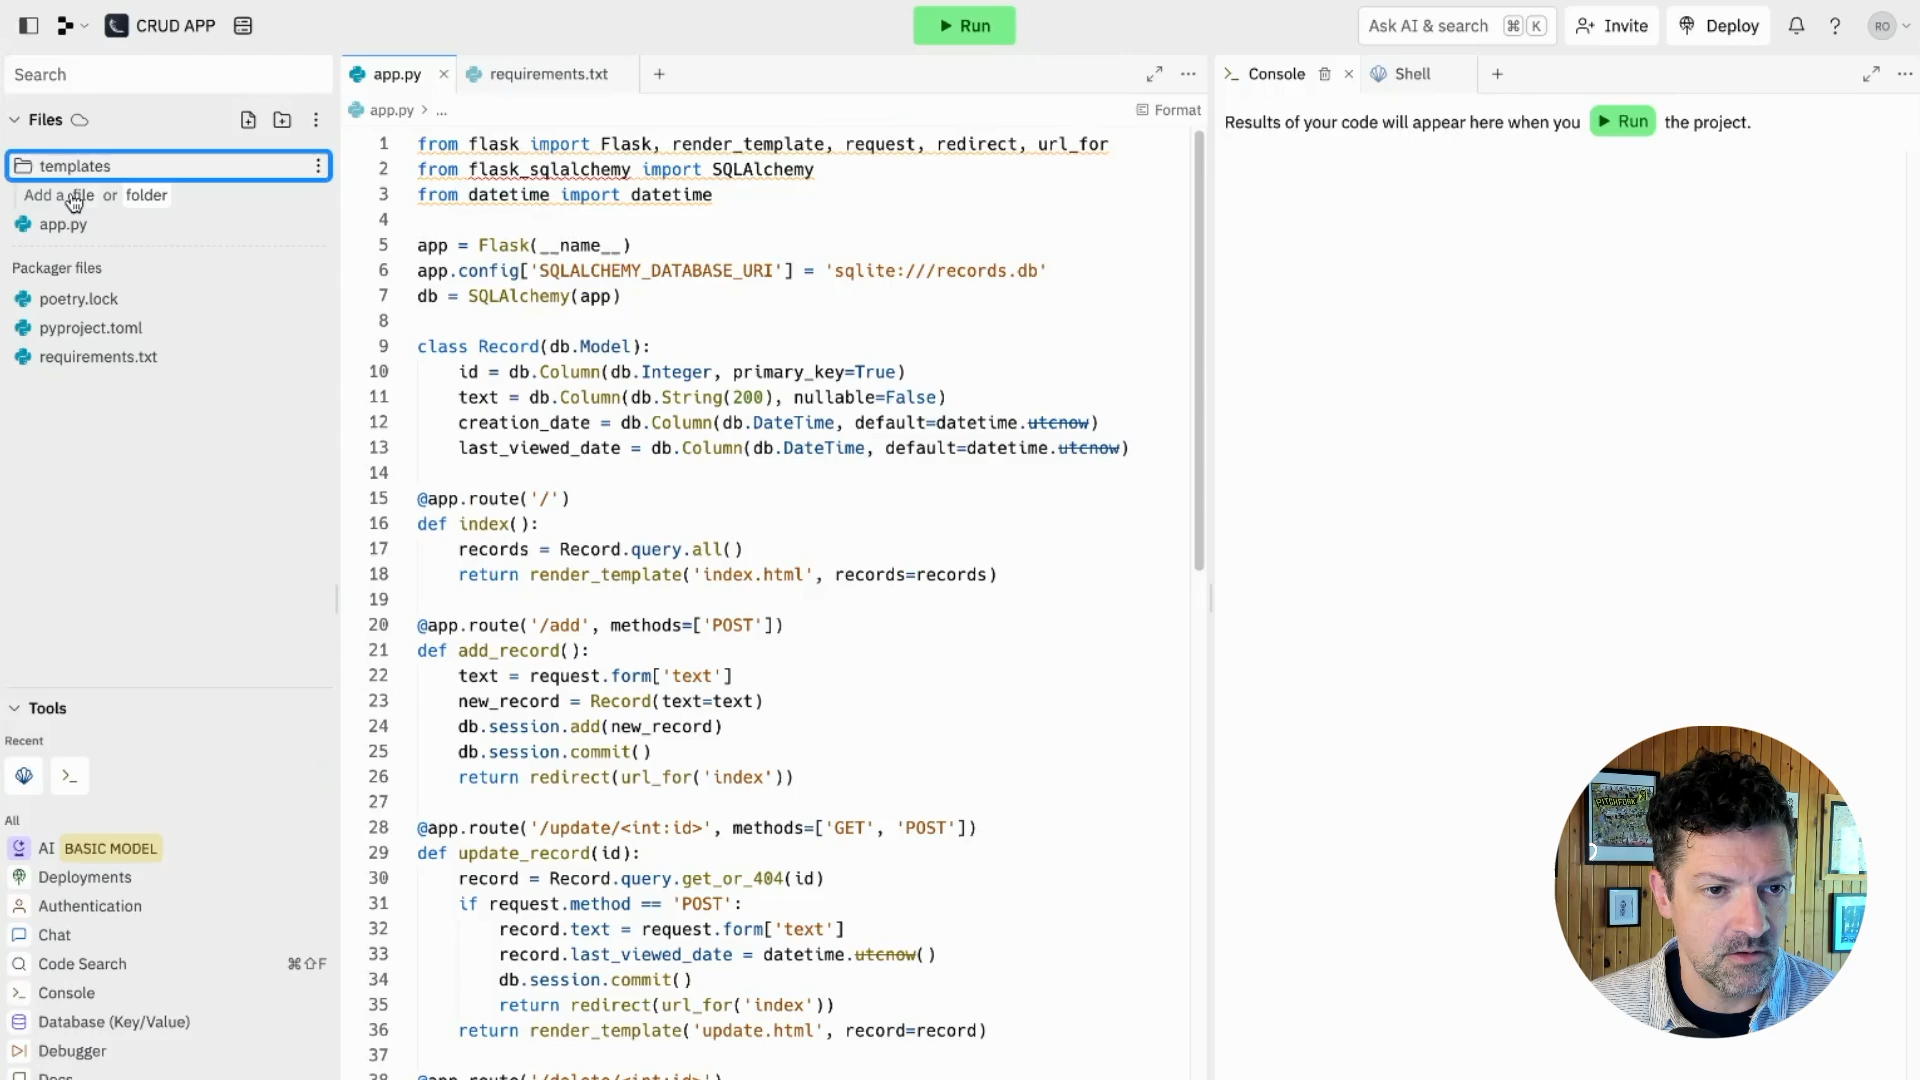 CRUD APP
Run
Ask AI & search ⌘ K
Invite
Deploy
?
RO
Search
Files
templates
Add a file or folder
app.py
Packager files
poetry.lock
pyproject.toml
requirements.txt
Tools
Recent
All
AI BASIC MODEL
Deployments
Authentication
Chat
Code Search ⌘⇧F
Console
Database (Key/Value)
Debugger
Docs
app.py
requirements.txt
app.py > ...
Format
1 from flask import Flask, render_template, request, redirect, url_for
2 from flask_sqlalchemy import SQLAlchemy
3 from datetime import datetime
4
5 app = Flask(__name__)
6 app.config['SQLALCHEMY_DATABASE_URI'] = 'sqlite:///records.db'
7 db = SQLAlchemy(app)
8
9 class Record(db.Model):
10 id = db.Column(db.Integer, primary_key=True)
11 text = db.Column(db.String(200), nullable=False)
12 creation_date = db.Column(db.DateTime, default=datetime.utcnow)
13 last_viewed_date = db.Column(db.DateTime, default=datetime.utcnow)
14
15 @app.route('/')
16 def index():
17 records = Record.query.all()
18 return render_template('index.html', records=records)
19
20 @app.route('/add', methods=['POST'])
21 def add_record():
22 text = request.form['text']
23 new_record = Record(text=text)
24 db.session.add(new_record)
25 db.session.commit()
26 return redirect(url_for('index'))
27
28 @app.route('/update/<int:id>', methods=['GET', 'POST'])
29 def update_record(id):
30 record = Record.query.get_or_404(id)
31 if request.method == 'POST':
32 record.text = request.form['text']
33 record.last_viewed_date = datetime.utcnow()
34 db.session.commit()
35 return redirect(url_for('index'))
36 return render_template('update.html', record=record)
37
38 @app.route('/delete/<int:id>')
Console
Shell
Results of your code will appear here when you Run the project.
PITCHFORK